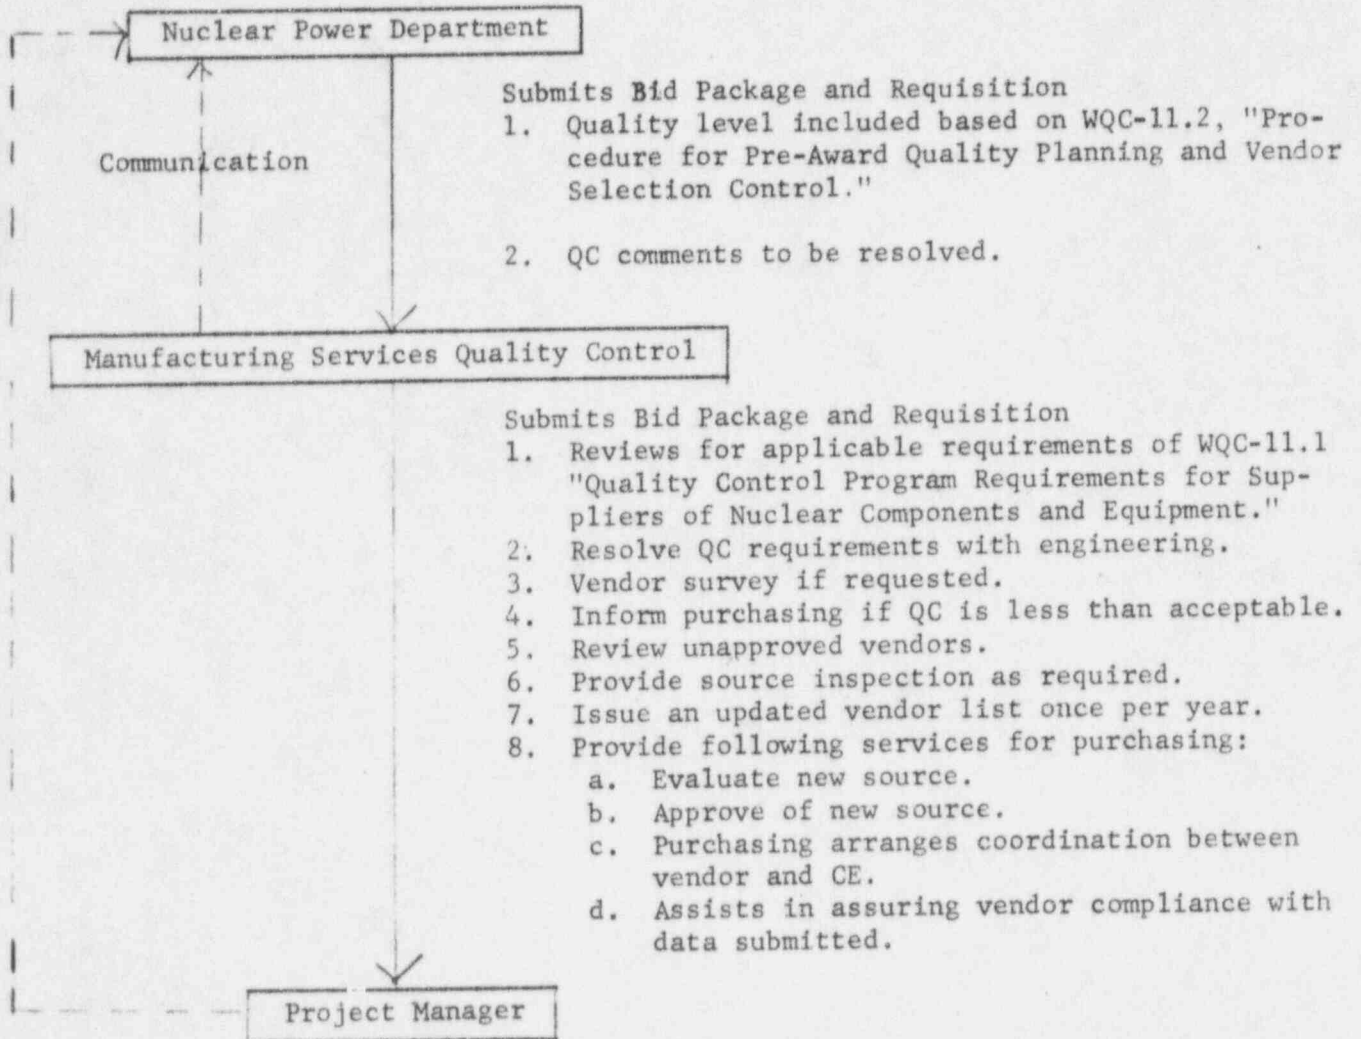 Nuclear Power Department
Submits Bid Package and Requisition
1. Quality level included based on WQC-11.2, "Pro-
cedure for Pre-Award Quality Planning and Vendor
Selection Control."
Communication
2. QC comments to be resolved.
Manufacturing Services Quality Control
Submits Bid Package and Requisition
1. Reviews for applicable requirements of WQC-11.1
"Quality Control Program Requirements for Sup-
pliers of Nuclear Components and Equipment."
2. Resolve QC requirements with engineering.
3. Vendor survey if requested.
4. Inform purchasing if QC is less than acceptable.
5. Review unapproved vendors.
6. Provide source inspection as required.
7. Issue an updated vendor list once per year.
8. Provide following services for purchasing:
a. Evaluate new source.
b. Approve of new source.
c. Purchasing arranges coordination between
vendor and CE.
d. Assists in assuring vendor compliance with
data submitted.
Project Manager